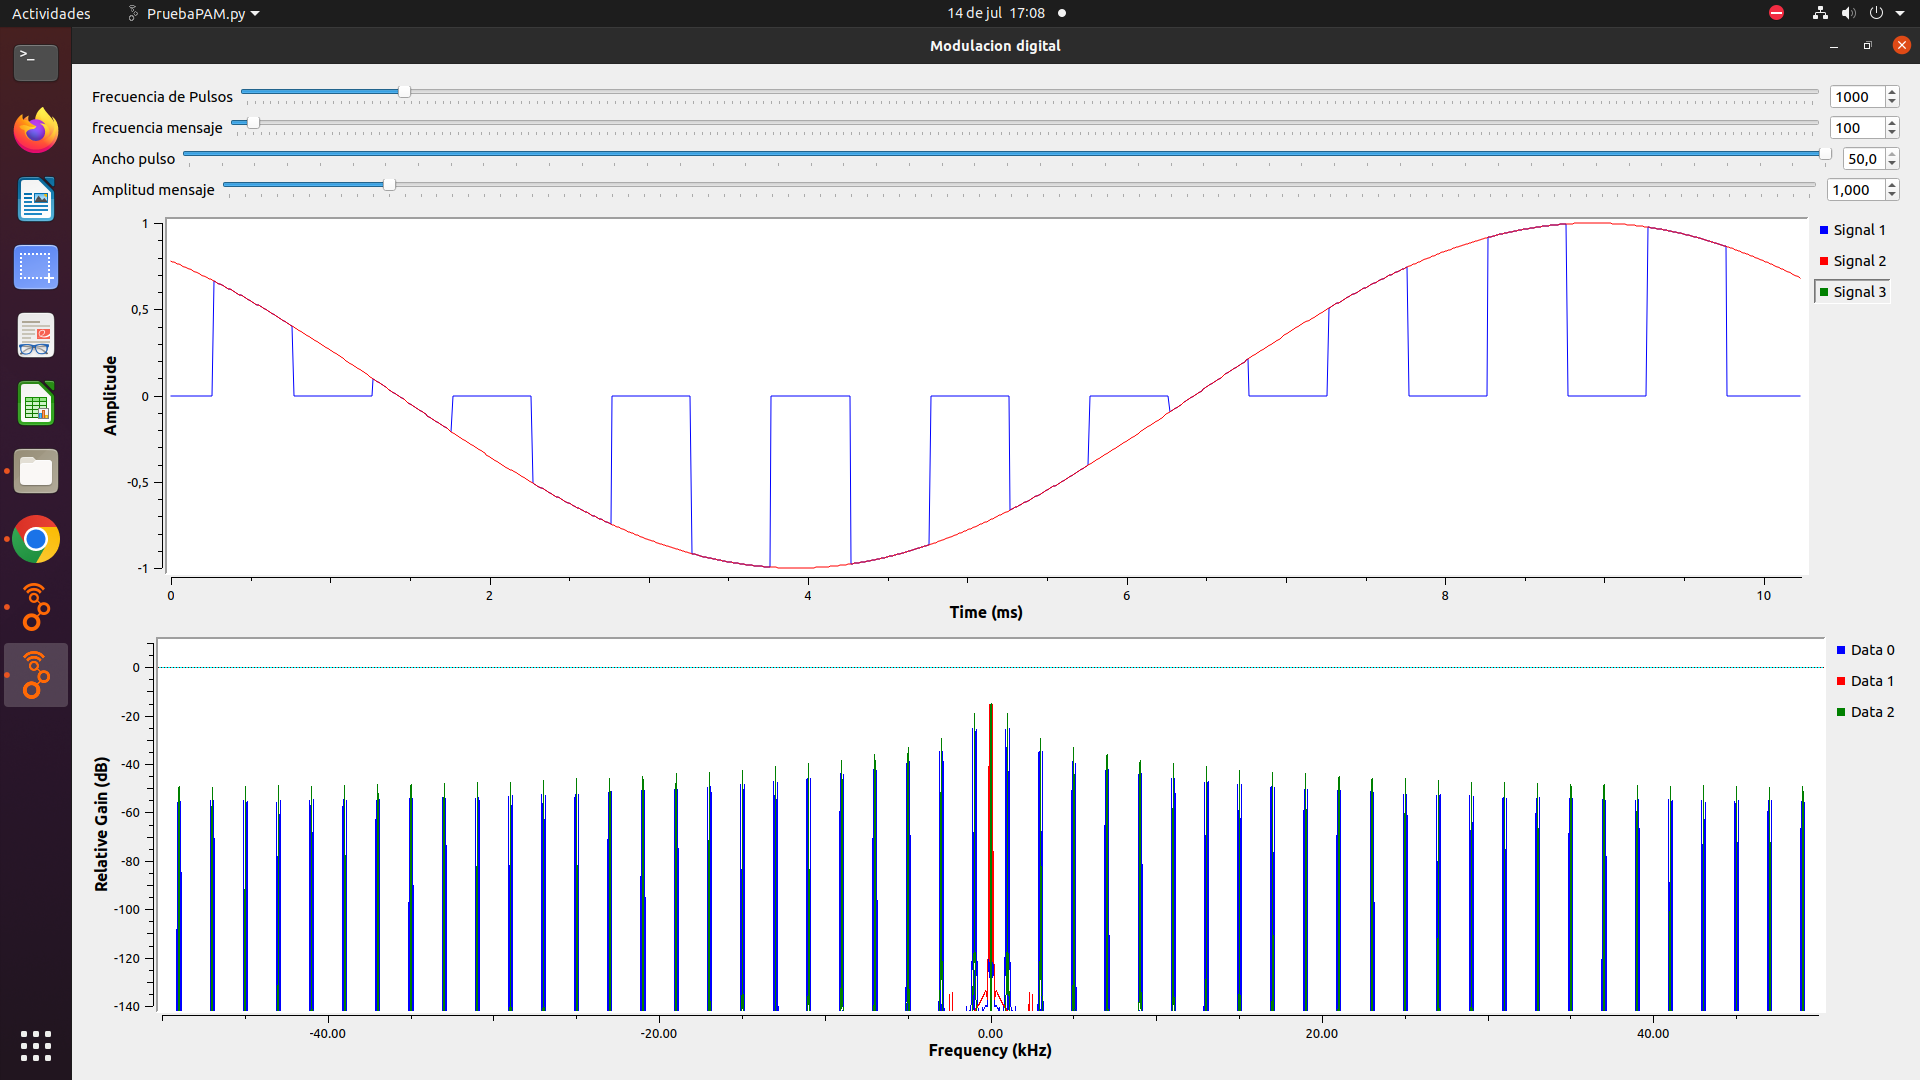 Actividades PruebaPAM.py 14 de jul 17:08
Modulacion digital
Frecuencia de Pulsos 1000
frecuencia mensaje 100
Ancho pulso 50,0
Amplitud mensaje 1,000
1
0,5
0
-0,5
-1
Amplitude
0 2 4 6 8 10
Time (ms)
Signal 1
Signal 2
Signal 3
0
-20
-40
-60
-80
-100
-120
-140
Relative Gain (dB)
-40.00 -20.00 0.00 20.00 40.00
Frequency (kHz)
Data 0
Data 1
Data 2